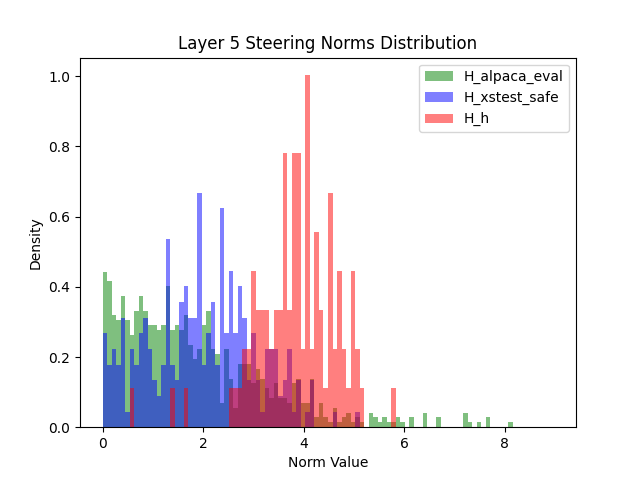 Layer 5 Steering Norms Distribution
H_alpaca_eval
H_xstest_safe
H_h
1.0
0.8
0.6
0.4
0.2
0.0
Density
0 2 4 6 8
Norm Value